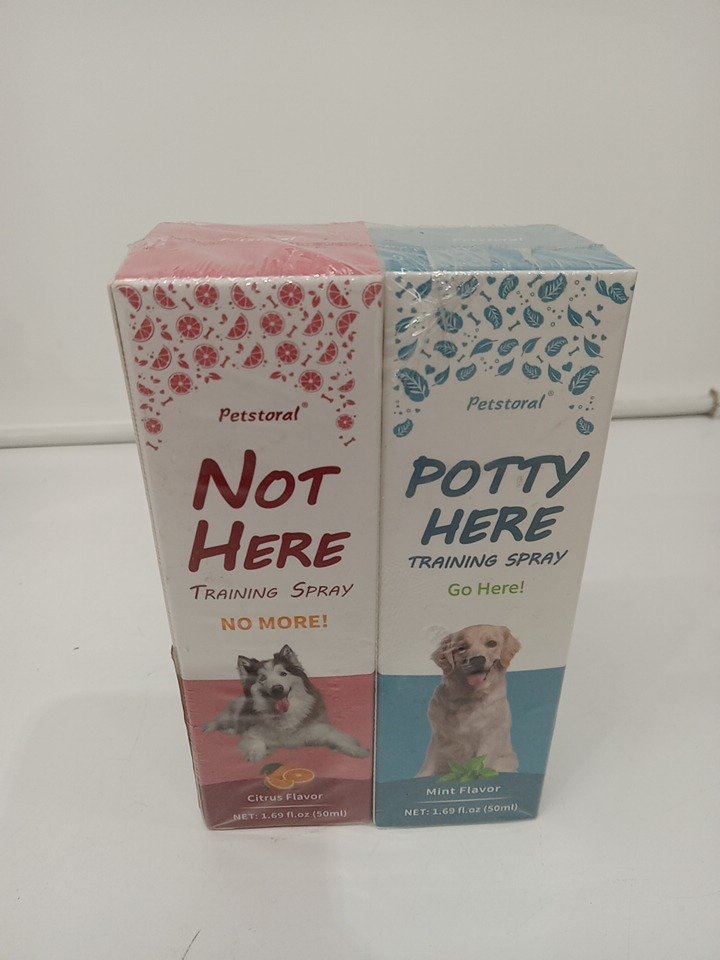 Petstoral®
NOT
HERE
TRAINING SPRAY
NO MORE!
Citrus Flavor
NET: 1.69 fl.oz (50ml)
Petstoral
Petstoral®
POTTY
HERE
TRAINING SPRAY
Go Here!
Mint Flavor
NET: 1.69 fl.oz (50ml)